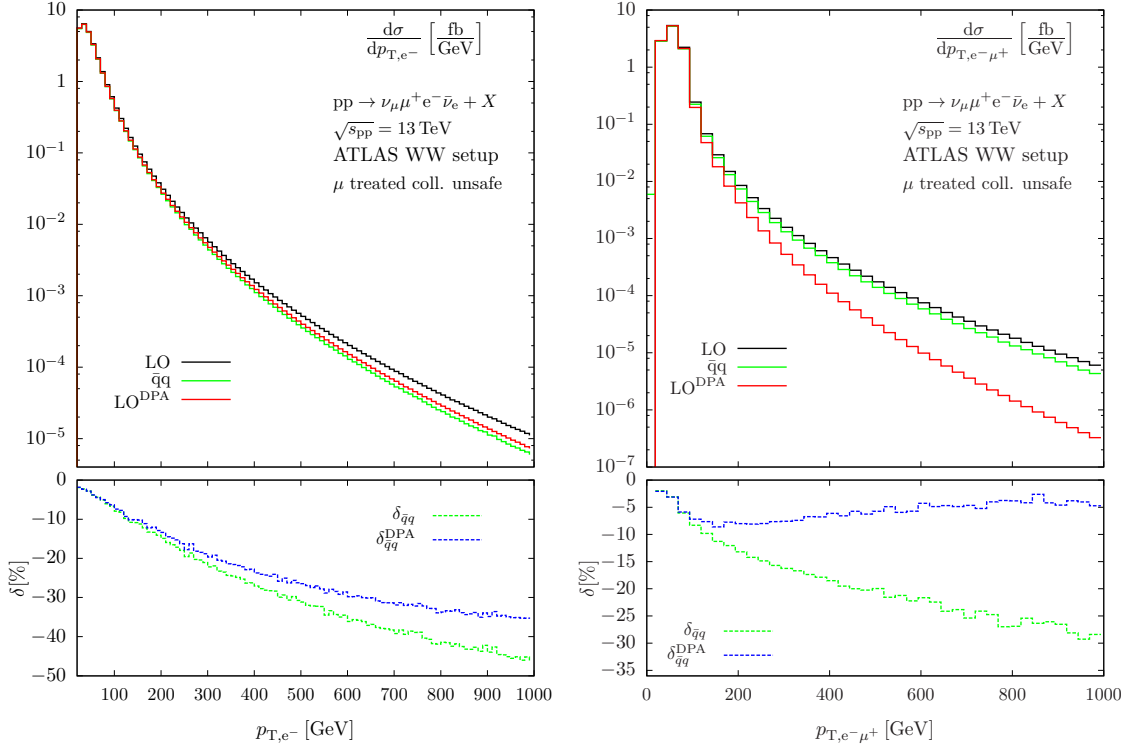 10
1
10⁻¹
10⁻²
10⁻³
10⁻⁴
10⁻⁵
dσ/dp_T,e⁻ [fb/GeV]
pp → ν_μμ⁺e⁻ν̄_e + X
√s_pp = 13 TeV
ATLAS WW setup
μ treated coll. unsafe
LO
q̄q
LO^DPA
0
−10
−20
−30
−40
−50
δ[%]
δ_q̄q
δ_q̄q^DPA
100 200 300 400 500 600 700 800 900 1000
p_T,e⁻ [GeV]
10
1
10⁻¹
10⁻²
10⁻³
10⁻⁴
10⁻⁵
10⁻⁶
10⁻⁷
dσ/dp_T,e⁻μ⁺ [fb/GeV]
pp → ν_μμ⁺e⁻ν̄_e + X
√s_pp = 13 TeV
ATLAS WW setup
μ treated coll. unsafe
LO
q̄q
LO^DPA
0
−5
−10
−15
−20
−25
−30
−35
δ[%]
δ_q̄q
δ_q̄q^DPA
0 200 400 600 800 1000
p_T,e⁻μ⁺ [GeV]